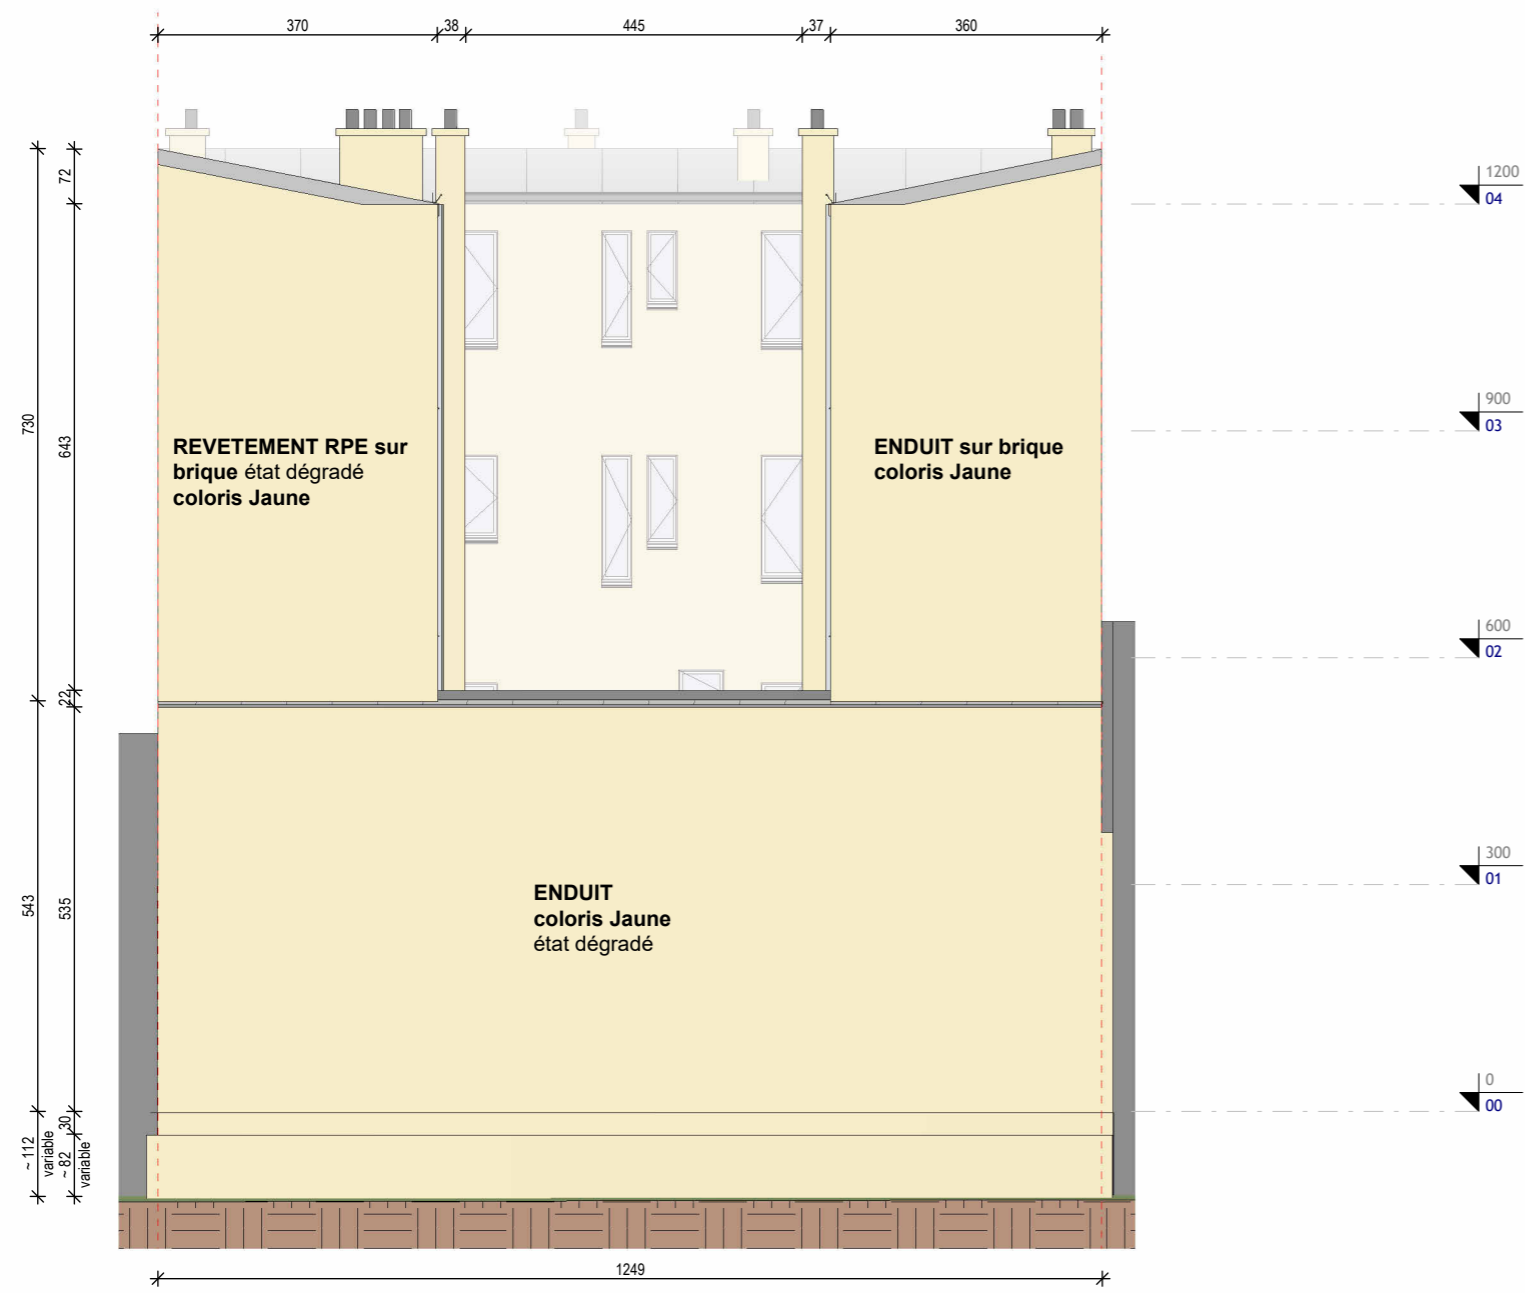 370
38
445
37
360
72
1200
04
730
643
REVETEMENT RPE sur
brique état dégradé
coloris Jaune
ENDUIT sur brique
coloris Jaune
900
03
600
02
22
543
535
ENDUIT
coloris Jaune
état dégradé
300
01
0
00
30
~ 112
variable
~ 82
variable
1249